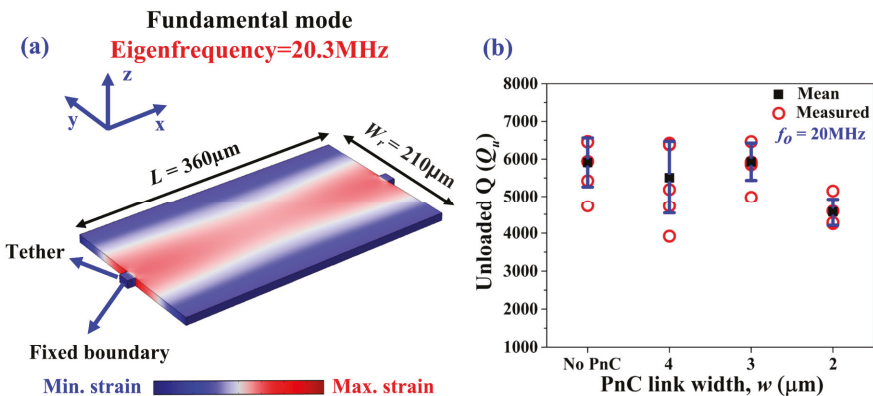 Fundamental mode
(a)
Eigenfrequency=20.3MHz
z
y
x
L = 360μm
Wr = 210μm
Tether
Fixed boundary
Min. strain
Max. strain
(b)
8000
7000
6000
5000
4000
3000
2000
1000
Unloaded Q (Qu)
Mean
Measured
fo = 20MHz
No PnC
4
3
2
PnC link width, w (μm)